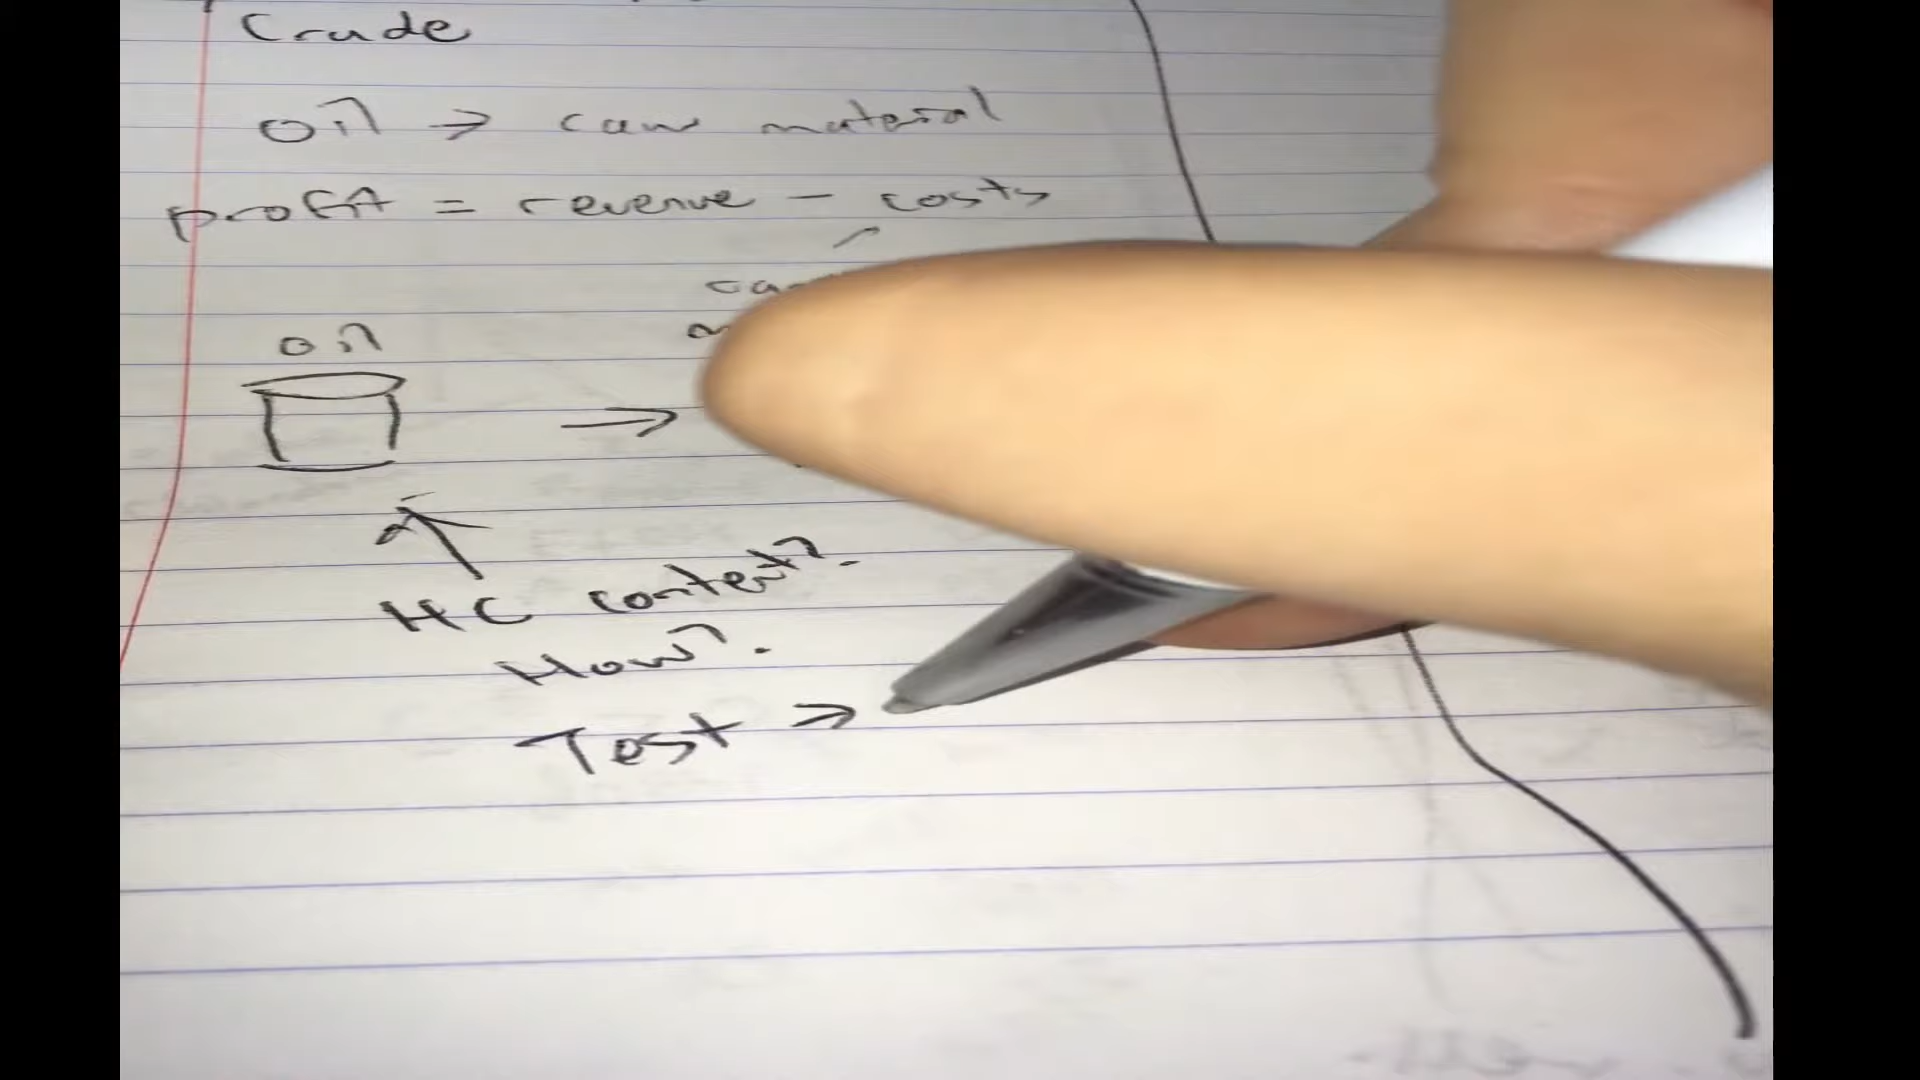 Crude
oil → raw material
profit = revenue - costs
oil
→
HC content?.
How?.
Test →